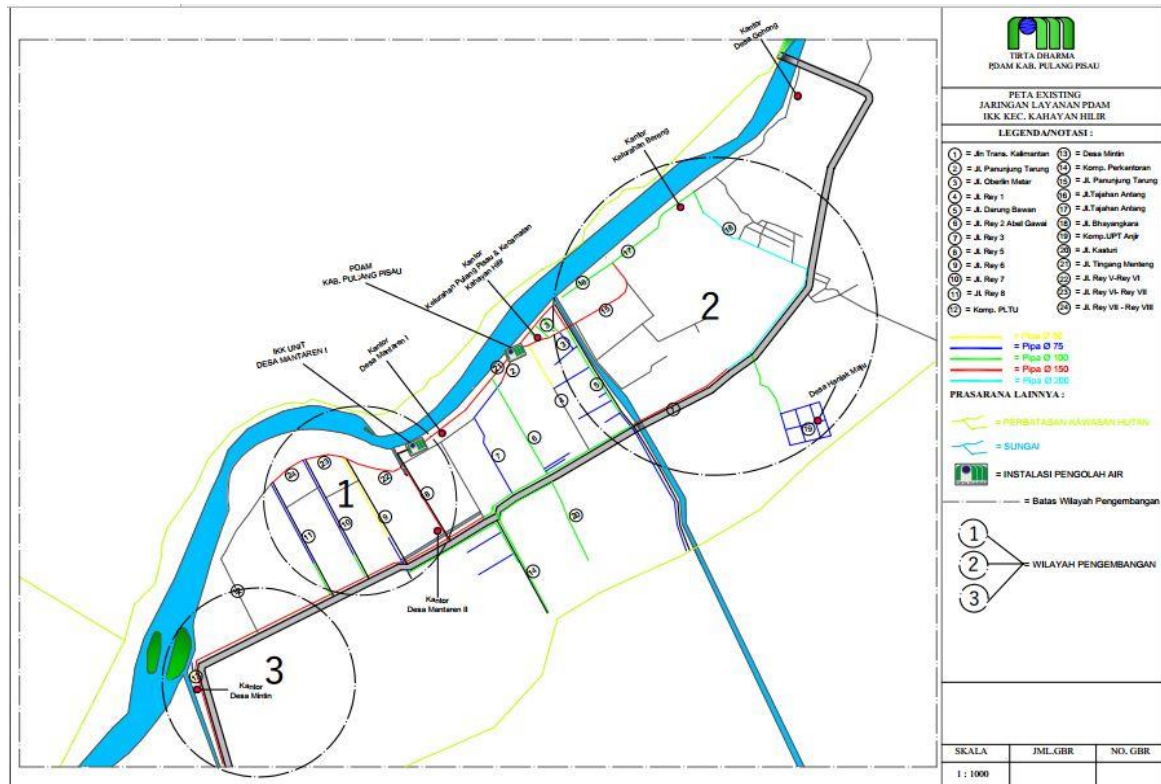 Kantor
Desa Gohong
Kantor
Kelurahan Bereng
Kantor
Kelurahan Pulang Pisau & Kecamatan
Kahayan Hilir
PDAM
KAB. PULANG PISAU
IKK UNIT
DESA MANTAREN I
Kantor
Desa Mantaren I
Desa Hanjak Maju
Kantor
Desa Mantaren II
Kantor
Desa Mintin
1
2
3
TIRTA DHARMA
PDAM KAB. PULANG PISAU
PETA EXISTING
JARINGAN LAYANAN PDAM
IKK KEC. KAHAYAN HILIR
LEGENDA/NOTASI :
1 = Jln Trans. Kalimantan
2 = Jl. Panunjung Tarung
3 = Jl. Oberlin Metar
4 = Jl. Rey 1
5 = Jl. Darung Bawan
6 = Jl. Rey 2 Abel Gawai
7 = Jl. Rey 3
8 = Jl. Rey 5
9 = Jl. Rey 6
10 = Jl. Rey 7
11 = Jl. Rey 8
12 = Komp. PLTU
13 = Desa Mintin
14 = Komp. Perkantoran
15 = Jl. Panunjung Tarung
16 = Jl.Tajahan Antang
17 = Jl.Tajahan Antang
18 = Jl. Bhayangkara
19 = Komp.UPT Anjir
20 = Jl. Kasturi
21 = Jl. Tingang Menteng
22 = Jl. Rey V-Rey VI
23 = Jl. Rey VI- Rey VII
24 = Jl. Rey VII - Rey VIII
= Pipa Ø 50
= Pipa Ø 75
= Pipa Ø 100
= Pipa Ø 150
= Pipa Ø 200
PRASARANA LAINNYA :
= PERBATASAN KAWASAN HUTAN
= SUNGAI
= INSTALASI PENGOLAH AIR
= Batas Wilayah Pengembangan
1
2
3
= WILAYAH PENGEMBANGAN
SKALA JML.GBR NO. GBR
1 : 1000